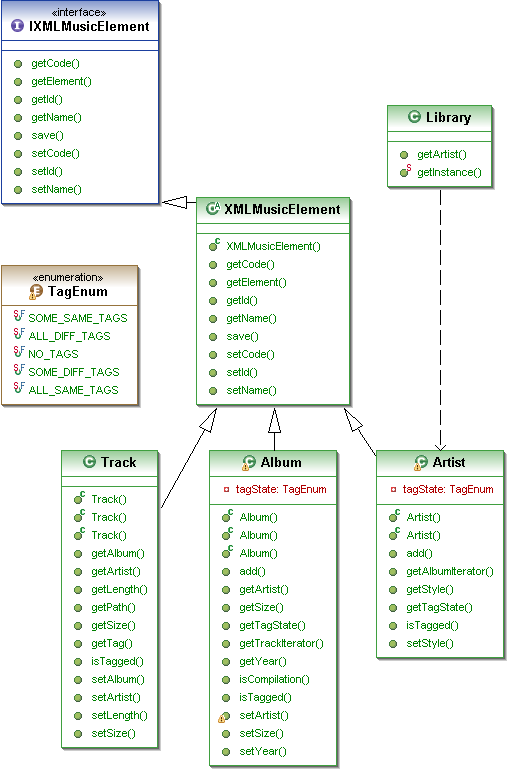 «interface»
IXMLMusicElement
getCode()
getElement()
getId()
getName()
save()
setCode()
setId()
setName()
Library
getArtist()
getInstance()
XMLMusicElement
XMLMusicElement()
getCode()
getElement()
getId()
getName()
save()
setCode()
setId()
setName()
«enumeration»
TagEnum
SOME_SAME_TAGS
ALL_DIFF_TAGS
NO_TAGS
SOME_DIFF_TAGS
ALL_SAME_TAGS
Track
Track()
Track()
Track()
getAlbum()
getArtist()
getLength()
getPath()
getSize()
getTag()
isTagged()
setAlbum()
setArtist()
setLength()
setSize()
Album
tagState: TagEnum
Album()
Album()
Album()
add()
getArtist()
getSize()
getTagState()
getTrackIterator()
getYear()
isCompilation()
isTagged()
setArtist()
setSize()
setYear()
Artist
tagState: TagEnum
Artist()
Artist()
add()
getAlbumIterator()
getStyle()
getTagState()
isTagged()
setStyle()